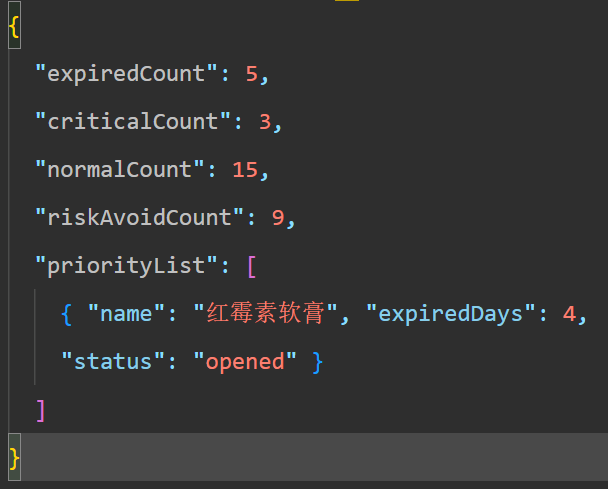 {
"expiredCount": 5,
"criticalCount": 3,
"normalCount": 15,
"riskAvoidCount": 9,
"priorityList": [
{ "name": "红霉素软膏", "expiredDays": 4,
"status": "opened" }
]
}